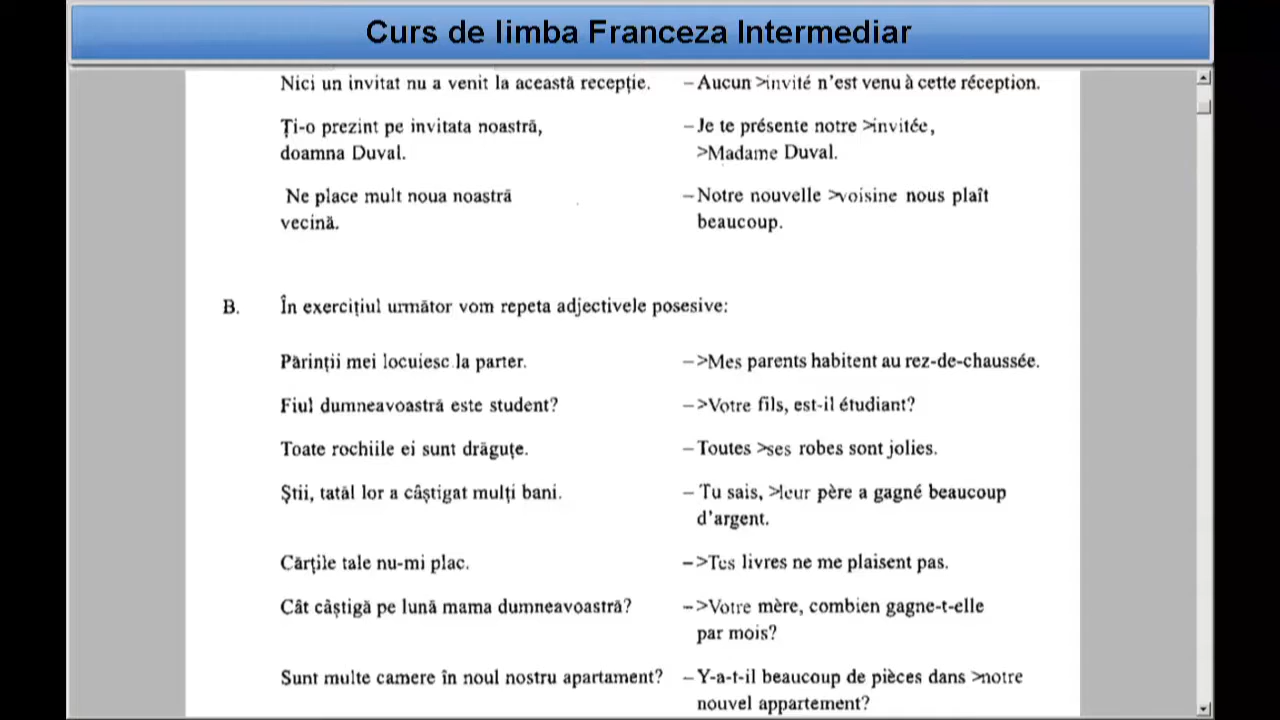 Curs de limba Franceza Intermediar
Nici un invitat nu a venit la această recepție. – Aucun >invité n'est venu à cette réception.
Ți-o prezint pe invitata noastră, – Je te présente notre >invitée,
doamna Duval. >Madame Duval.
Ne place mult noua noastră – Notre nouvelle >voisine nous plaît
vecină. beaucoup.
B. În exercițiul următor vom repeta adjectivele posesive:
Părinții mei locuiesc la parter. – >Mes parents habitent au rez-de-chaussée.
Fiul dumneavoastră este student? – >Votre fils, est-il étudiant?
Toate rochiile ei sunt drăguțe. – Toutes >ses robes sont jolies.
Știi, tatăl lor a câștigat mulți bani. – Tu sais, >leur père a gagné beaucoup
d'argent.
Cărțile tale nu-mi plac. – >Tes livres ne me plaisent pas.
Cât câștigă pe lună mama dumneavoastră? – >Votre mère, combien gagne-t-elle
par mois?
Sunt multe camere în noul nostru apartament? – Y-a-t-il beaucoup de pièces dans >notre
nouvel appartement?